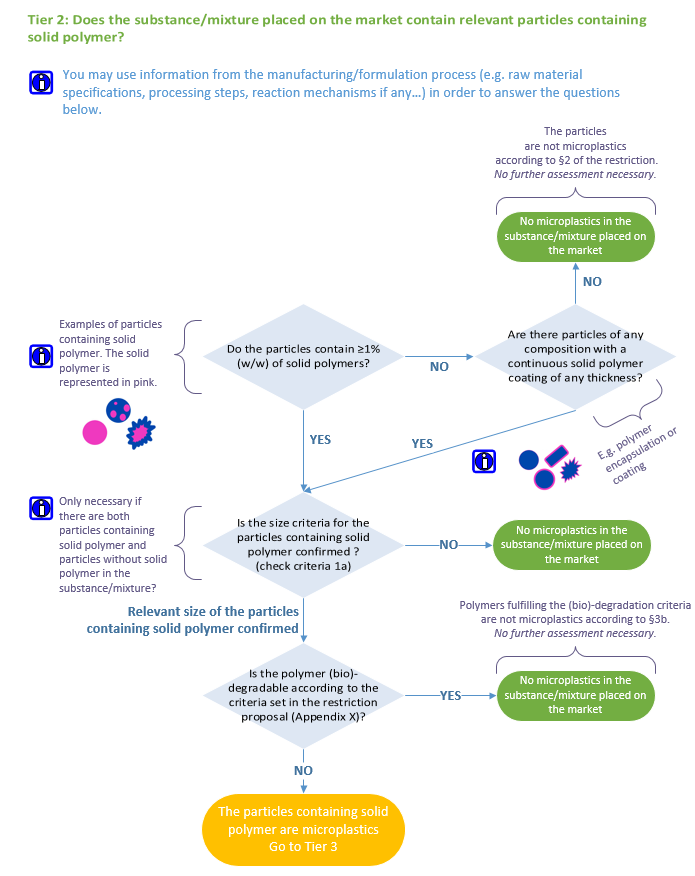 Tier 2: Does the substance/mixture placed on the market contain relevant particles containing
solid polymer?
You may use information from the manufacturing/formulation process (e.g. raw material
specifications, processing steps, reaction mechanisms if any…) in order to answer the questions
below.
The particles
are not microplastics
according to §2 of the restriction.
No further assessment necessary.
No microplastics in the
substance/mixture placed on
the market
NO
Examples of particles
containing solid
polymer. The solid
polymer is
represented in pink.
Do the particles contain ≥1%
(w/w) of solid polymers?
NO
Are there particles of any
composition with a
continuous solid polymer
coating of any thickness?
YES
YES
E.g. polymer
encapsulation or
coating
Only necessary if
there are both
particles containing
solid polymer and
particles without solid
polymer in the
substance/mixture?
Is the size criteria for the
particles containing solid
polymer confirmed ?
(check criteria 1a)
NO
No microplastics in the
substance/mixture placed on
the market
Relevant size of the particles
containing solid polymer confirmed
Polymers fulfilling the (bio)-degradation criteria
are not microplastics according to §3b.
No further assessment necessary.
Is the polymer (bio)-
degradable according to the
criteria set in the restriction
proposal (Appendix X)?
YES
No microplastics in the
substance/mixture placed on
the market
NO
The particles containing solid
polymer are microplastics
Go to Tier 3